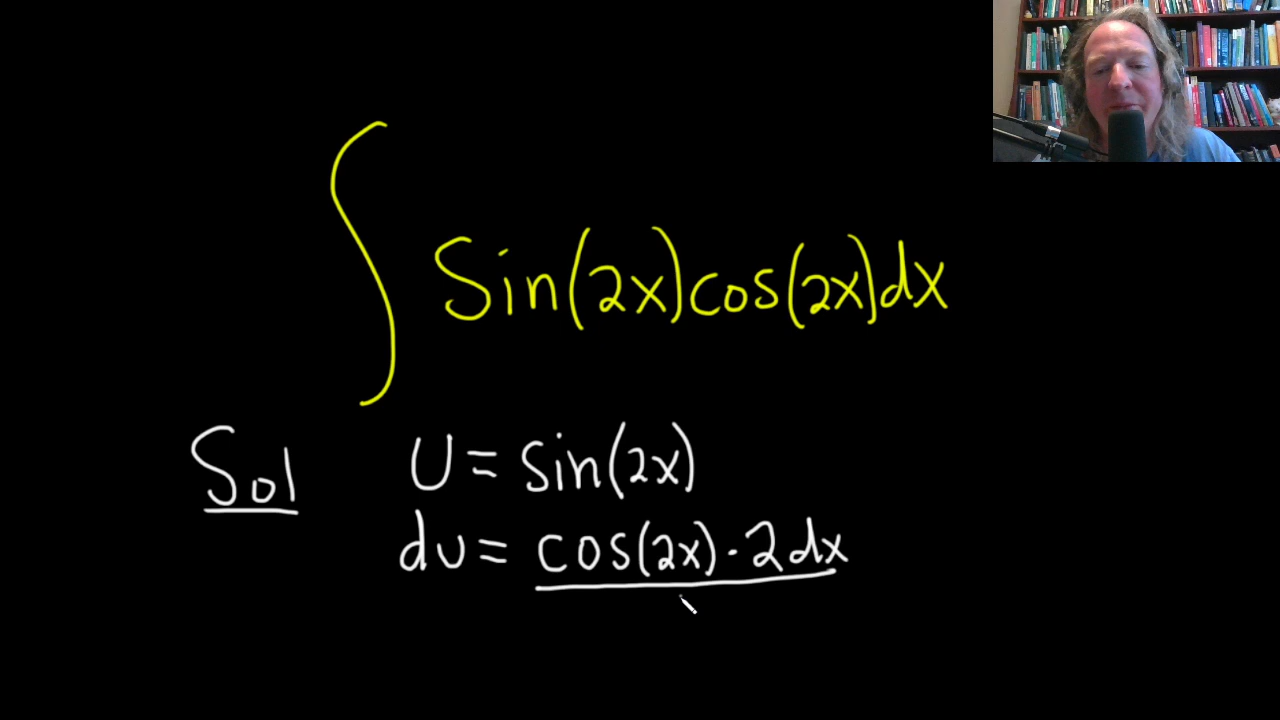 ∫ Sin(2x)cos(2x)dx
Sol U = sin(2x)
du = cos(2x) · 2dx